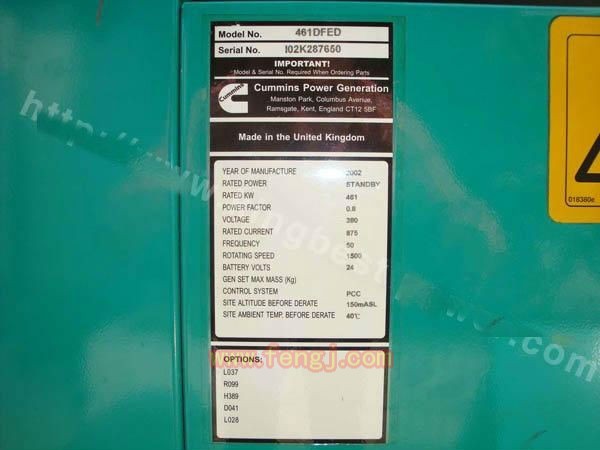 Model No. 461DFED
Serial No. I02K287650
IMPORTANT!
Model & Serial No. Required When Ordering Parts
Cummins
Cummins Power Generation
Manston Park, Columbus Avenue,
Ramsgate, Kent, England CT12 5BF
Made in the United Kingdom
YEAR OF MANUFACTURE 2002
RATED POWER STANDBY
RATED KW 461
POWER FACTOR 0.8
VOLTAGE 380
RATED CURRENT 875
FREQUENCY 50
ROTATING SPEED 1500
BATTERY VOLTS 24
GEN SET MAX MASS (Kg)
CONTROL SYSTEM PCC
SITE ALTITUDE BEFORE DERATE 150mASL
SITE AMBIENT TEMP. BEFORE DERATE 40℃
www.fengj.com
OPTIONS:
L037
R099
H389
D041
L028
018380e